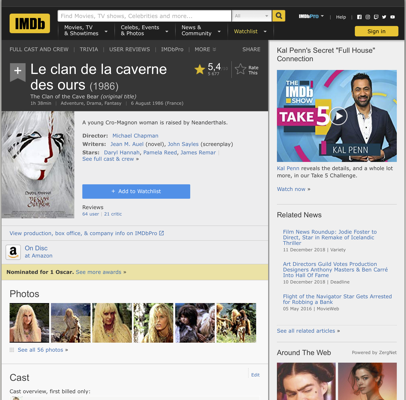 IMDb
Find Movies, TV shows, Celebrities and more...
All
Movies, TV & Showtimes
Celebs, Events & Photos
News & Community
Watchlist
IMDbPro
Help
Sign in
FULL CAST AND CREW | TRIVIA | USER REVIEWS | IMDbPro | MORE
SHARE
Le clan de la caverne des ours (1986)
The Clan of the Cave Bear (original title)
1h 38min | Adventure, Drama, Fantasy | 6 August 1986 (France)
5,4
Rate This
A young Cro-Magnon woman is raised by Neanderthals.
Director: Michael Chapman
Writers: Jean M. Auel (novel), John Sayles (screenplay)
Stars: Daryl Hannah, Pamela Reed, James Remar |
See full cast & crew »
+ Add to Watchlist
Reviews
64 user | 21 critic
View production, box office, & company info on IMDbPro
On Disc
at Amazon
Nominated for 1 Oscar. See more awards »
Photos
See all 56 photos »
Cast
Edit
Cast overview, first billed only:
Kal Penn's Secret "Full House" Connection
THE IMDb SHOW
TAKE 5
KAL PENN
Kal Penn reveals the details, and a whole lot more, in our Take 5 Challenge.
Watch now »
Related News
Film News Roundup: Jodie Foster to Direct, Star in Remake of Icelandic Thriller
11 December 2018 | Variety
Art Directors Guild Votes Production Designers Anthony Masters & Ben Carré Into Hall Of Fame
10 December 2018 | Deadline
Flight of the Navigator Star Gets Arrested for Robbing a Bank
05 May 2016 | MovieWeb
See all related articles »
Around The Web
Powered by ZergNet